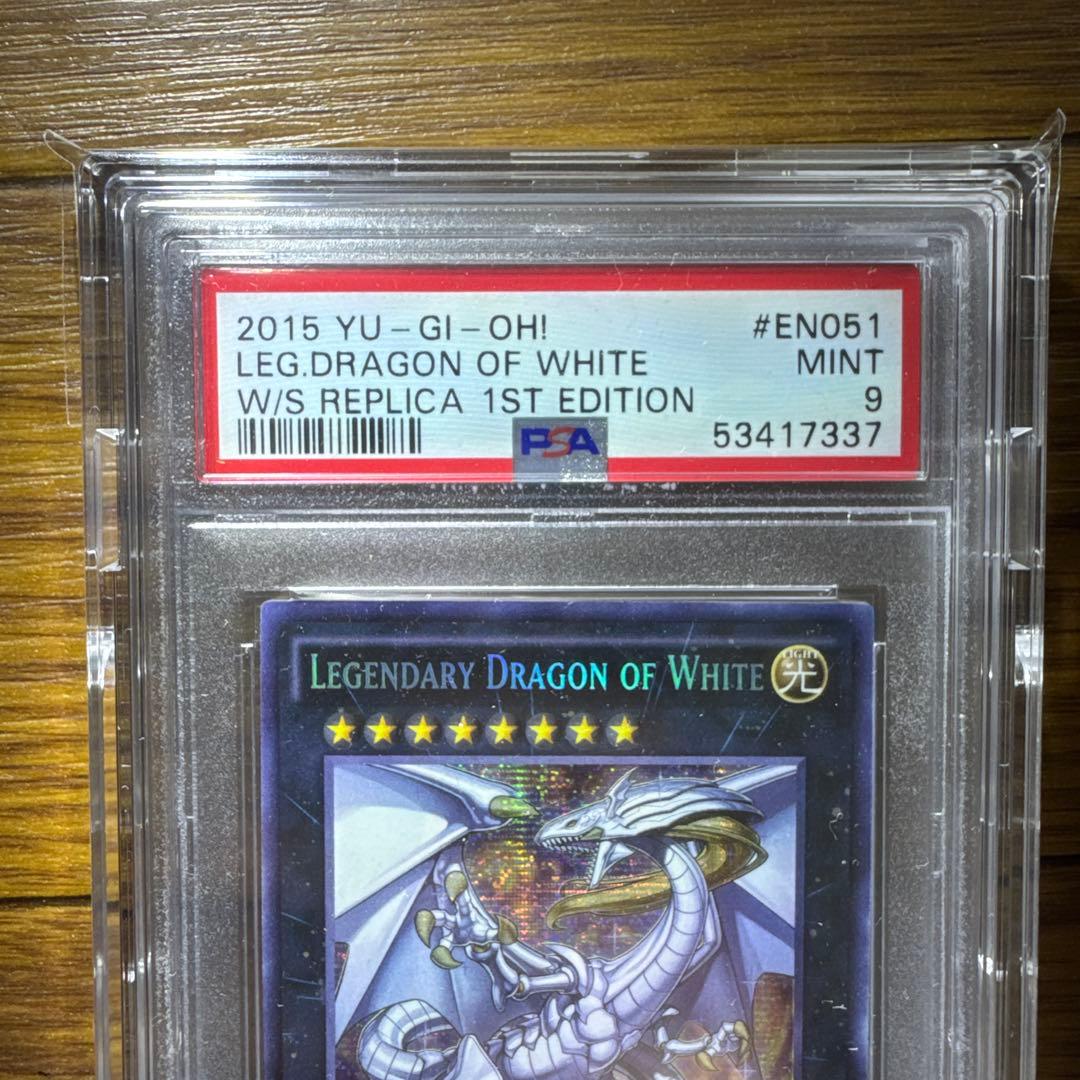 2015 YU-GI-OH! #EN051
LEG.DRAGON OF WHITE MINT
W/S REPLICA 1ST EDITION 9
PSA 53417337
LEGENDARY DRAGON OF WHITE
LIGHT
光